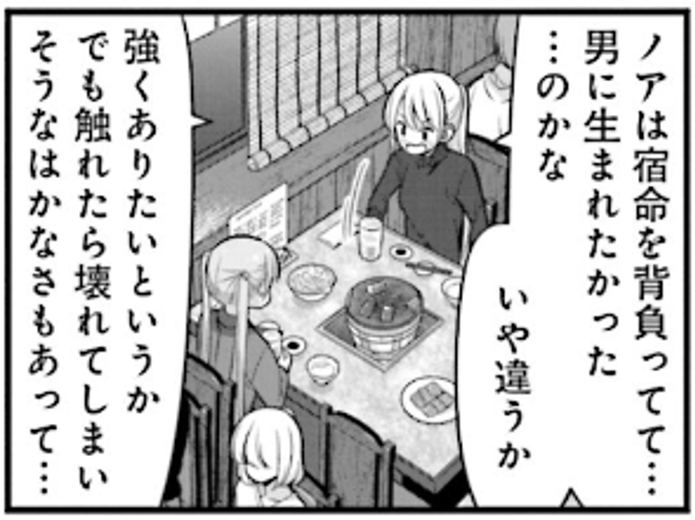 ノアは宿命を背負ってて…
男に生まれたかった
…のかな
いや違うか
強くありたいというか
でも触れたら壊れてしまい
そうなはかなさもあって…